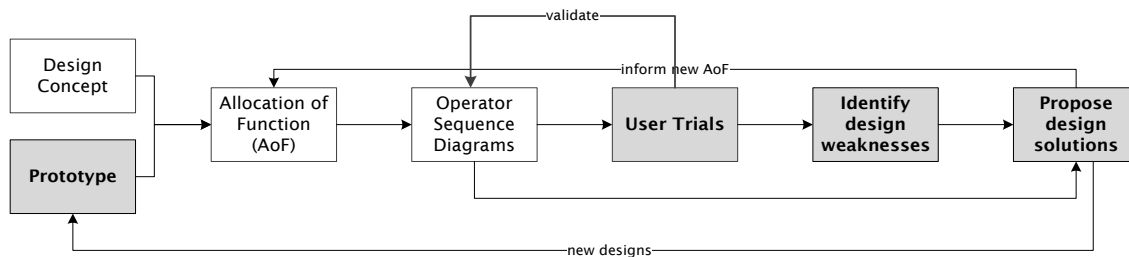 validate
inform new AoF
Design
Concept
Prototype
Allocation of
Function
(AoF)
Operator
Sequence
Diagrams
User Trials
Identify
design
weaknesses
Propose
design
solutions
new designs